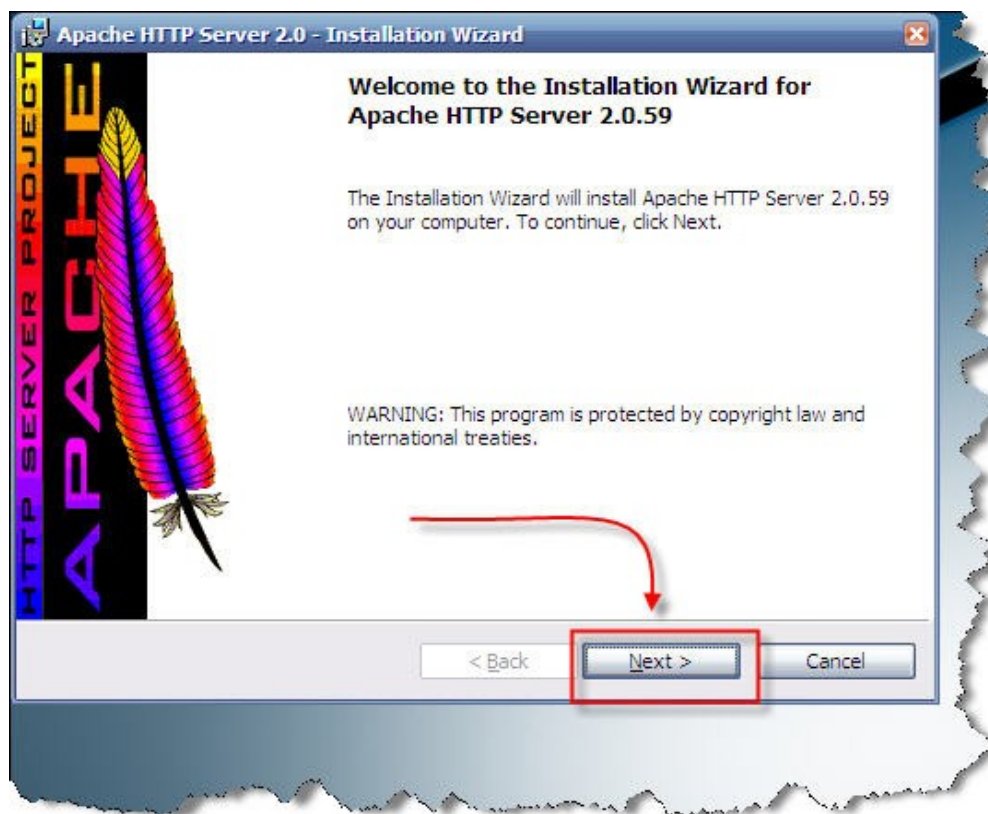 Apache HTTP Server 2.0 - Installation Wizard
HTTP SERVER PROJECT
APACHE
Welcome to the Installation Wizard for
Apache HTTP Server 2.0.59
The Installation Wizard will install Apache HTTP Server 2.0.59
on your computer. To continue, click Next.
WARNING: This program is protected by copyright law and
international treaties.
< Back
Next >
Cancel